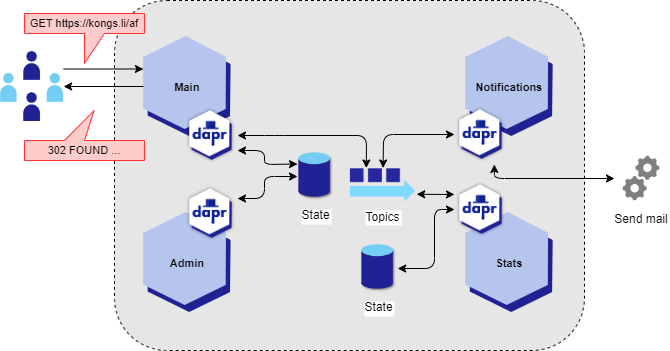 GET https://kongs.li/af
Main
Notifications
dapr
dapr
302 FOUND ...
State
Topics
dapr
dapr
Send mail
Admin
Stats
State